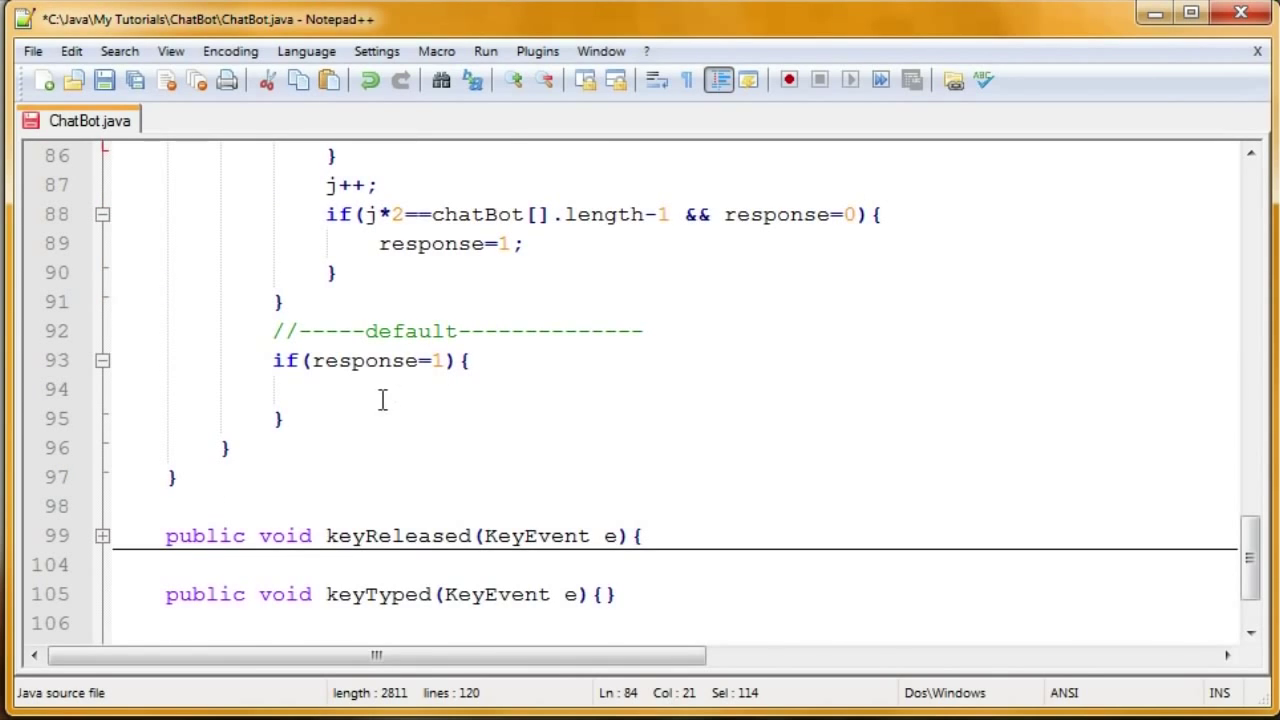 *C:\Java\My Tutorials\ChatBot\ChatBot.java - Notepad++
File Edit Search View Encoding Language Settings Macro Run Plugins Window ? X
ABC
ChatBot.java
86 }
87 j++;
88 if(j*2==chatBot[].length-1 && response=0){
89 response=1;
90 }
91 }
92 //-----default--------------
93 if(response=1){
94
95 }
96 }
97 }
98
99 public void keyReleased(KeyEvent e){
104
105 public void keyTyped(KeyEvent e){}
106
Java source file length : 2811 lines : 120 Ln : 84 Col : 21 Sel : 114 Dos\Windows ANSI INS